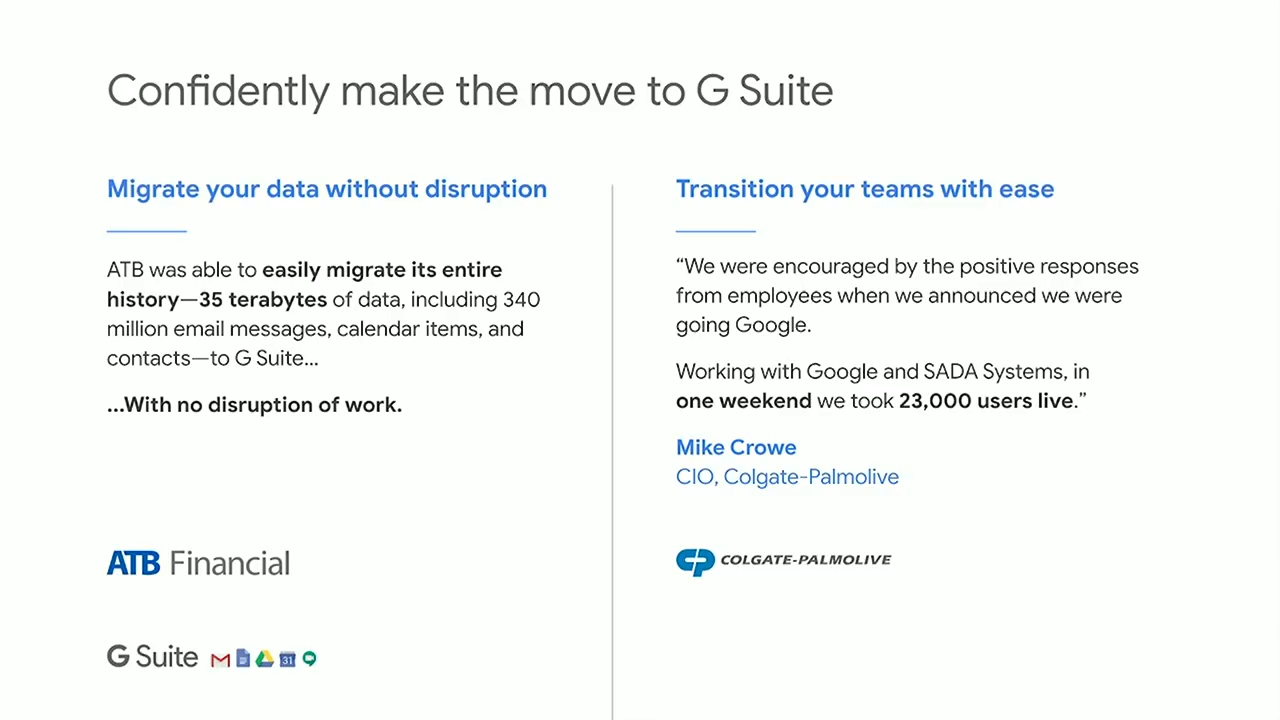 Confidently make the move to G Suite
Migrate your data without disruption
ATB was able to easily migrate its entire
history—35 terabytes of data, including 340
million email messages, calendar items, and
contacts—to G Suite...
...With no disruption of work.
ATB Financial
G Suite
31
Transition your teams with ease
“We were encouraged by the positive responses
from employees when we announced we were
going Google.
Working with Google and SADA Systems, in
one weekend we took 23,000 users live.”
Mike Crowe
CIO, Colgate-Palmolive
CP COLGATE-PALMOLIVE